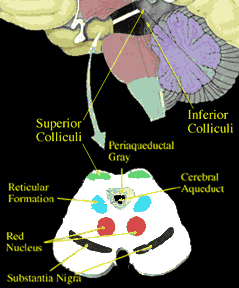 Superior
Colliculi
Inferior
Colliculi
Periaqueductal
Gray
Reticular
Formation
Cerebral
Aqueduct
Red
Nucleus
Substantia Nigra